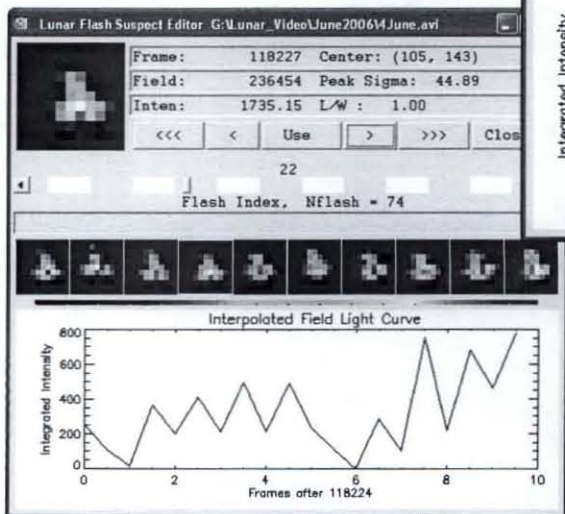 Lunar Flash Suspect Editor G:\Lunar_Video\June2006\4June.avi
Frame: 118227 Center: (105, 143)
Field: 236454 Peak Sigma: 44.89
Inten: 1735.15 L/W : 1.00
<<< < Use > >>> Clos
22
Flash Index, Nflash = 74
Interpolated Field Light Curve
Integrated Intensity
800
600
400
200
0
0 2 4 6 8 10
Frames after 118224
Integrated Intensity